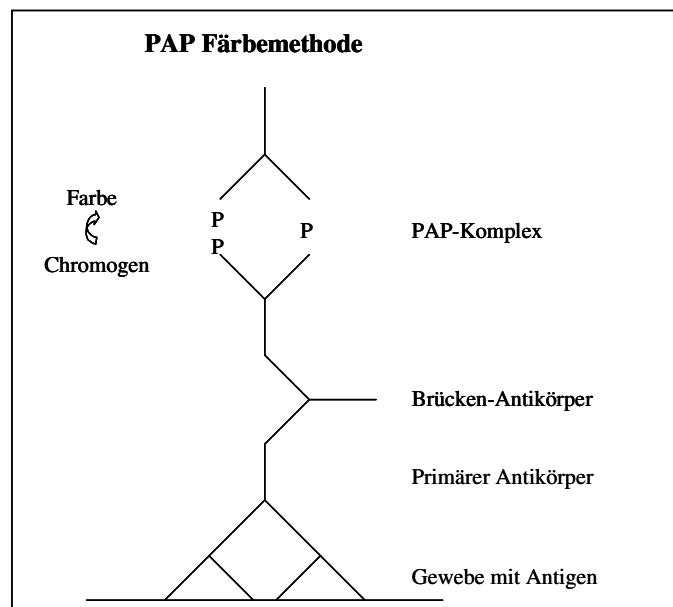 PAP Färbemethode
Farbe
Chromogen
P
P
P
PAP-Komplex
Brücken-Antikörper
Primärer Antikörper
Gewebe mit Antigen